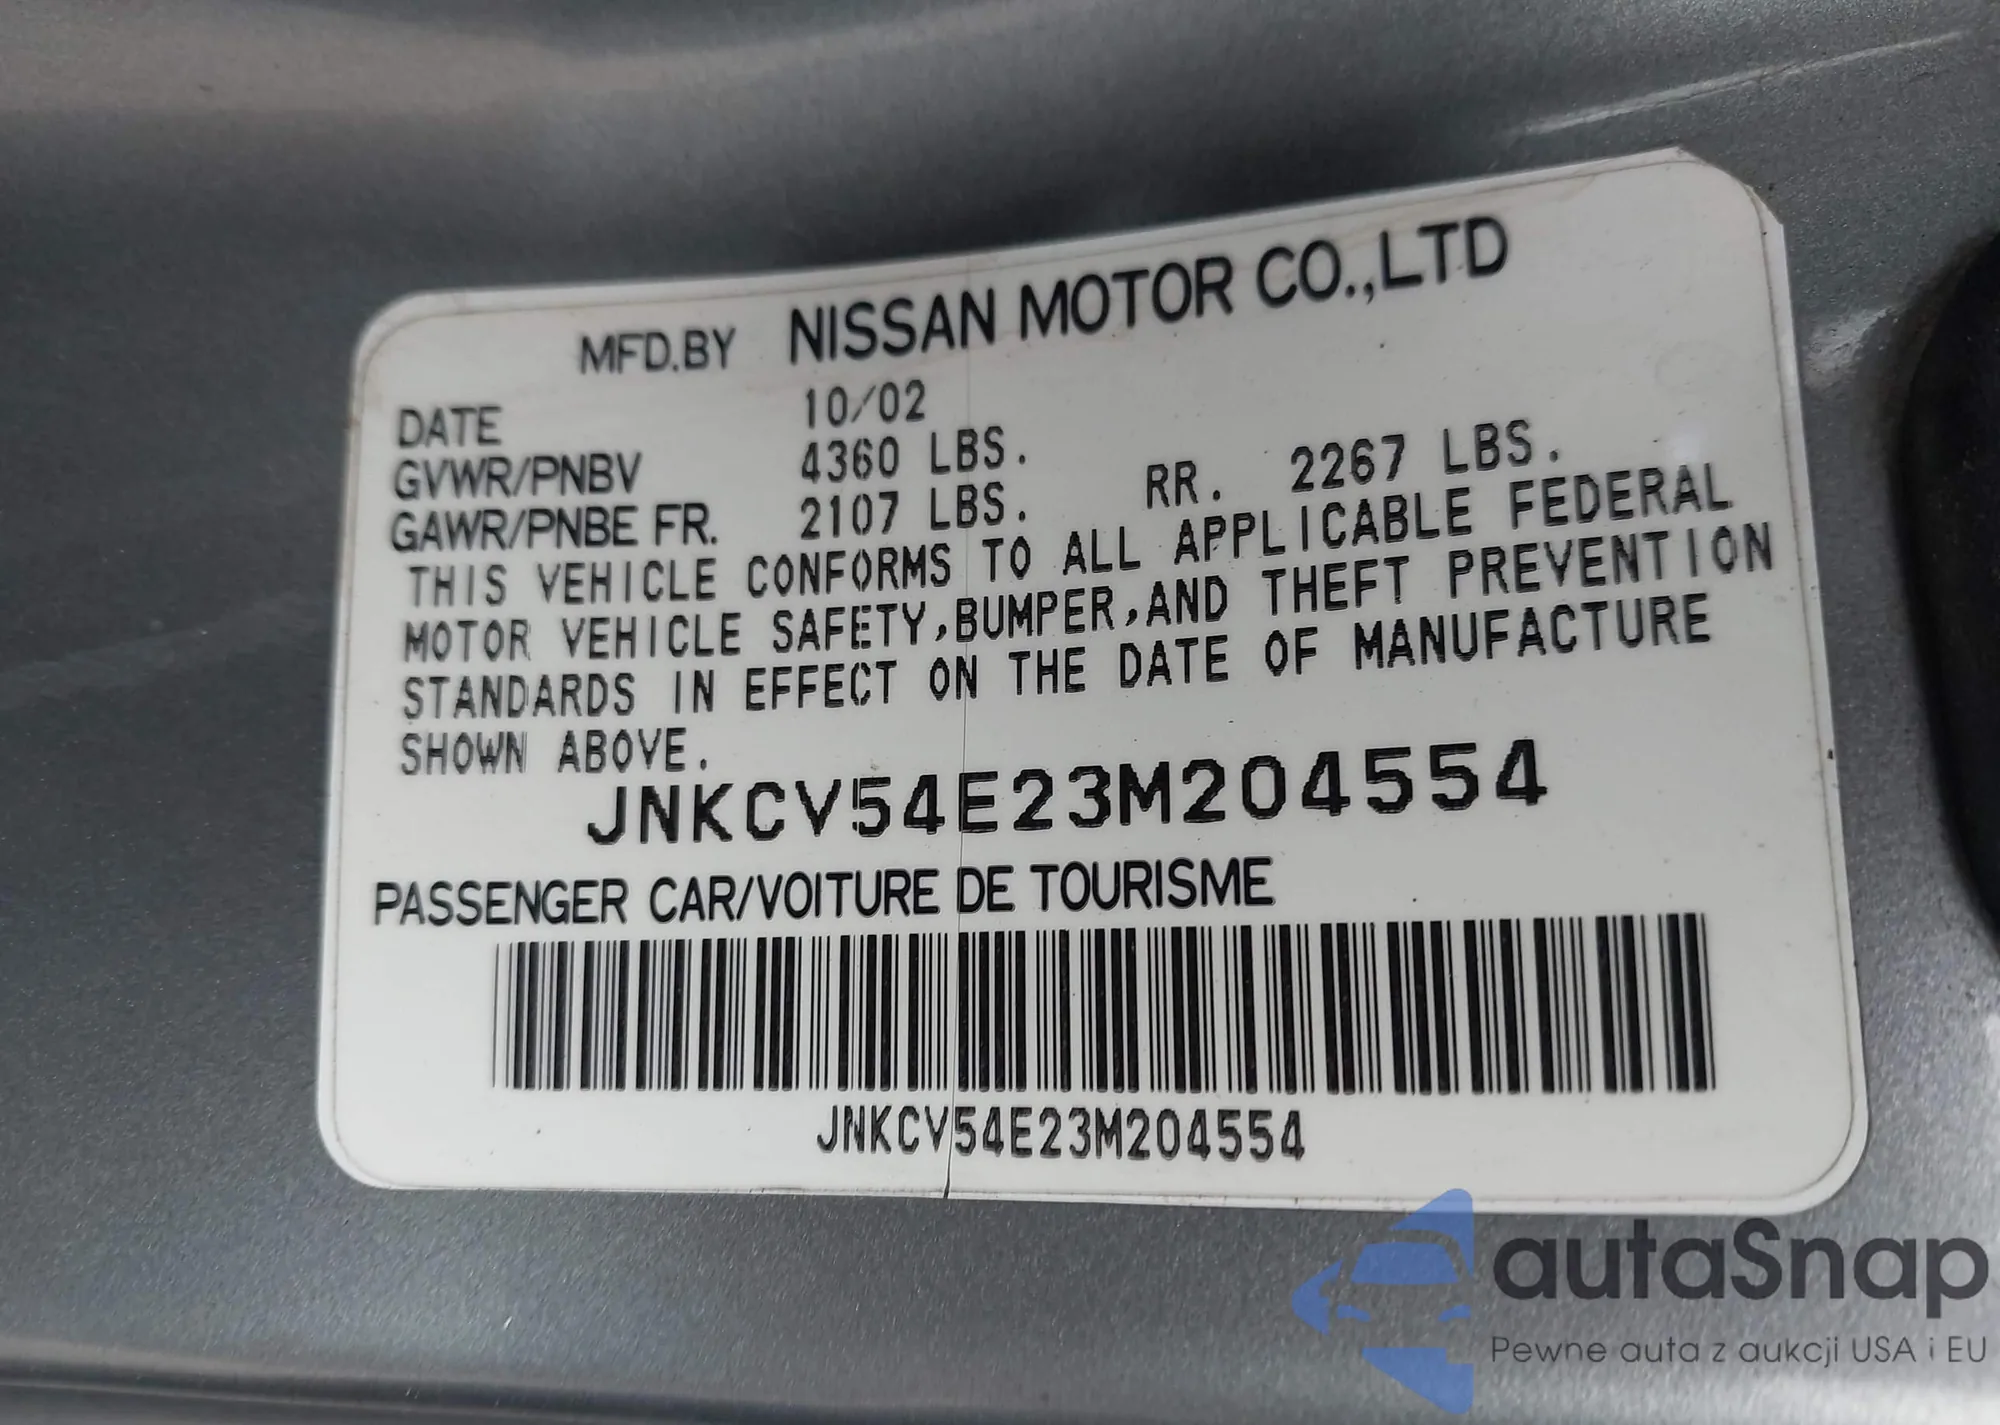 MFD.BY NISSAN MOTOR CO.,LTD
DATE 10/02
GVWR/PNBV 4360 LBS.
GAWR/PNBE FR. 2107 LBS. RR. 2267 LBS.
THIS VEHICLE CONFORMS TO ALL APPLICABLE FEDERAL
MOTOR VEHICLE SAFETY,BUMPER,AND THEFT PREVENTION
STANDARDS IN EFFECT ON THE DATE OF MANUFACTURE
SHOWN ABOVE.
JNKCV54E23M204554
PASSENGER CAR/VOITURE DE TOURISME
JNKCV54E23M204554
autaSnap
Pewne auta z aukcji USA i EU